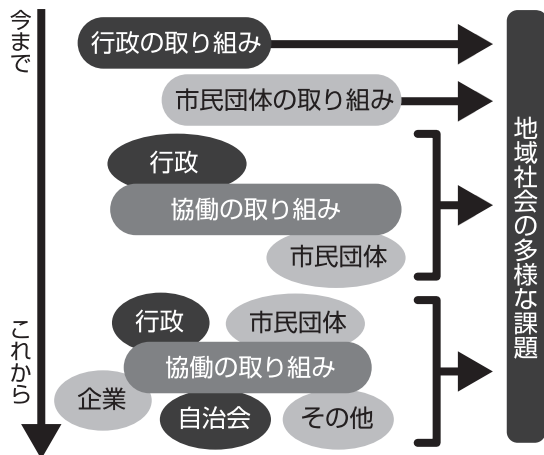 今まで
行政の取り組み
市民団体の取り組み
行政
協働の取り組み
市民団体
これから
行政
市民団体
協働の取り組み
企業
自治会
その他
地域社会の多様な課題